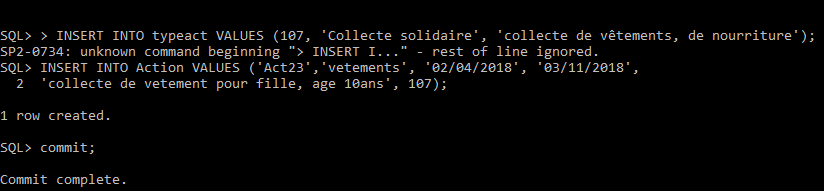 SQL> > INSERT INTO typeact VALUES (107, 'Collecte solidaire', 'collecte de vêtements, de nourriture');
SP2-0734: unknown command beginning "> INSERT I..." - rest of line ignored.
SQL> INSERT INTO Action VALUES ('Act23','vetements', '02/04/2018', '03/11/2018',
  2  'collecte de vetement pour fille, age 10ans', 107);
1 row created.
SQL> commit;
Commit complete.